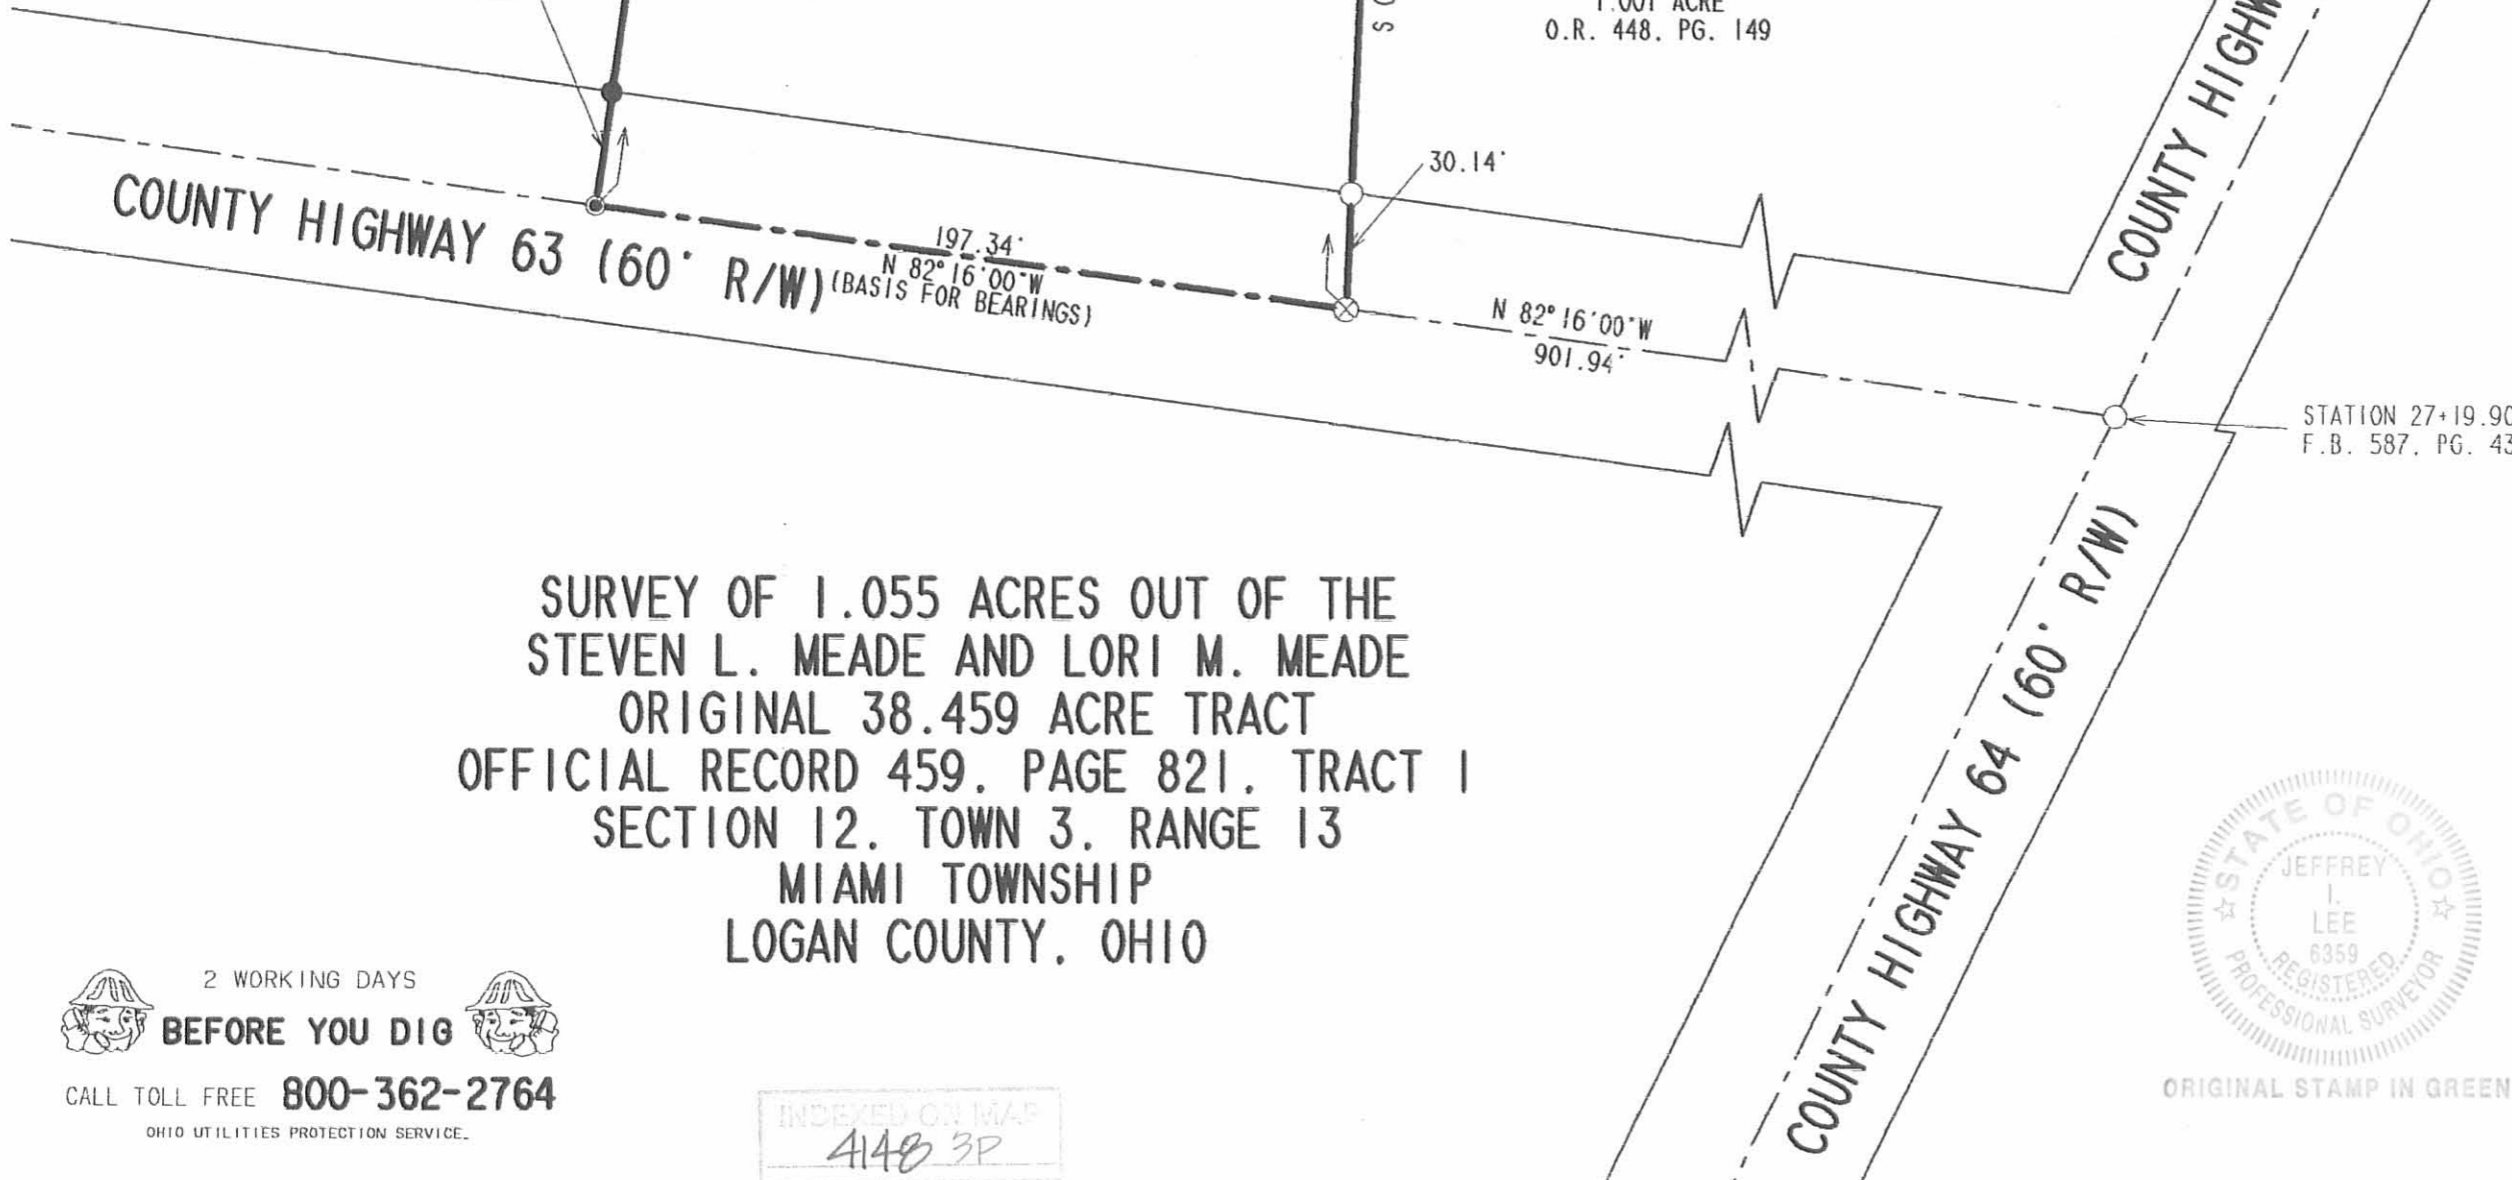 1.001 ACRE
O.R. 448. PG. 149
S
30.14'
COUNTY HIGHWAY 63 (60' R/W)
197.34'
N 82°16'00"W
(BASIS FOR BEARINGS)
N 82°16'00"W
901.94'
STATION 27+19.90
F.B. 587. PG. 43
COUNTY HIGHWAY 64 (60' R/W)
SURVEY OF 1.055 ACRES OUT OF THE
STEVEN L. MEADE AND LORI M. MEADE
ORIGINAL 38.459 ACRE TRACT
OFFICIAL RECORD 459. PAGE 821. TRACT 1
SECTION 12. TOWN 3. RANGE 13
MIAMI TOWNSHIP
LOGAN COUNTY. OHIO
2 WORKING DAYS
BEFORE YOU DIG
CALL TOLL FREE 800-362-2764
OHIO UTILITIES PROTECTION SERVICE.
INDEXED ON MAP
4148 3P
STATE OF OHIO
JEFFREY
I.
LEE
6359
REGISTERED
PROFESSIONAL SURVEYOR
ORIGINAL STAMP IN GREEN